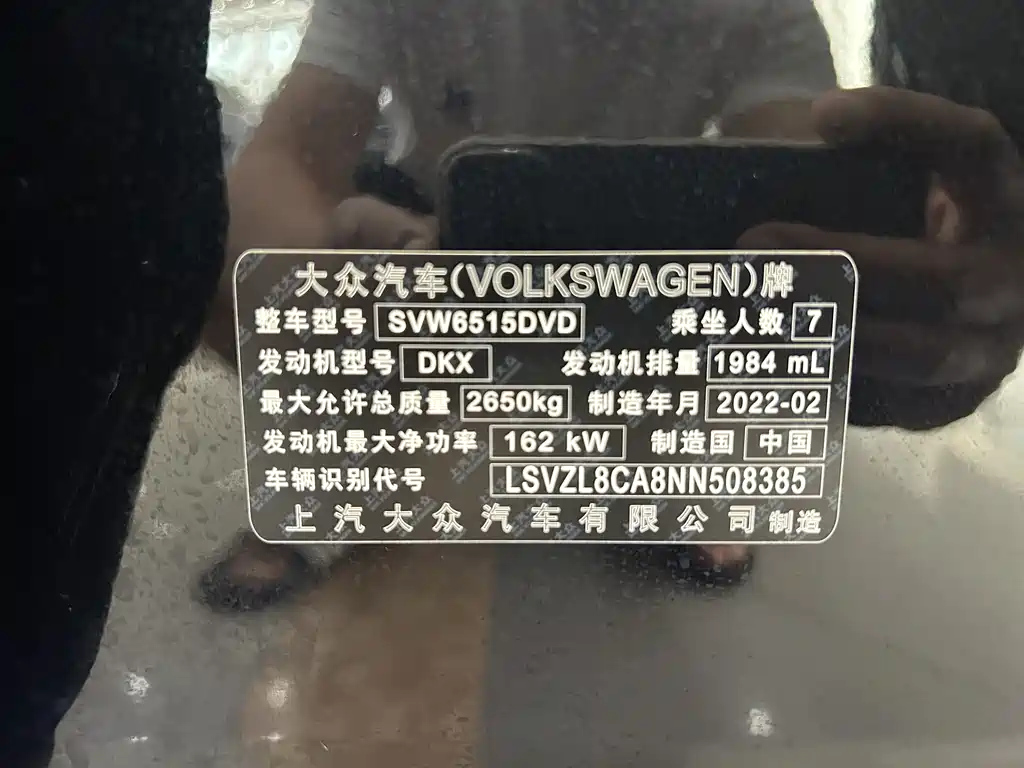 大众汽车(VOLKSWAGEN)牌
整车型号 SVW6515DVD 乘坐人数 7
发动机型号 DKX 发动机排量 1984 mL
最大允许总质量 2650kg 制造年月 2022-02
发动机最大净功率 162 kW 制造国 中国
车辆识别代号 LSVZL8CA8NN508385
上汽大众汽车有限公司 制造